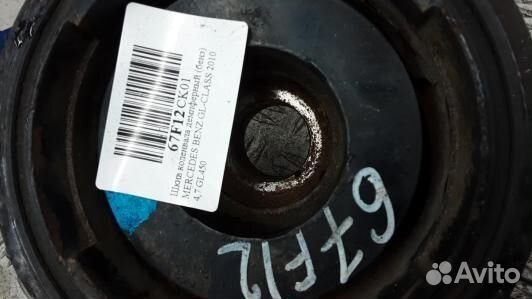 67F12CK01
Шкив коленвала демпферный (бенз)
MERCEDES BENZ GL-CLASS 2010
4,7 GL450
67F12
Avito